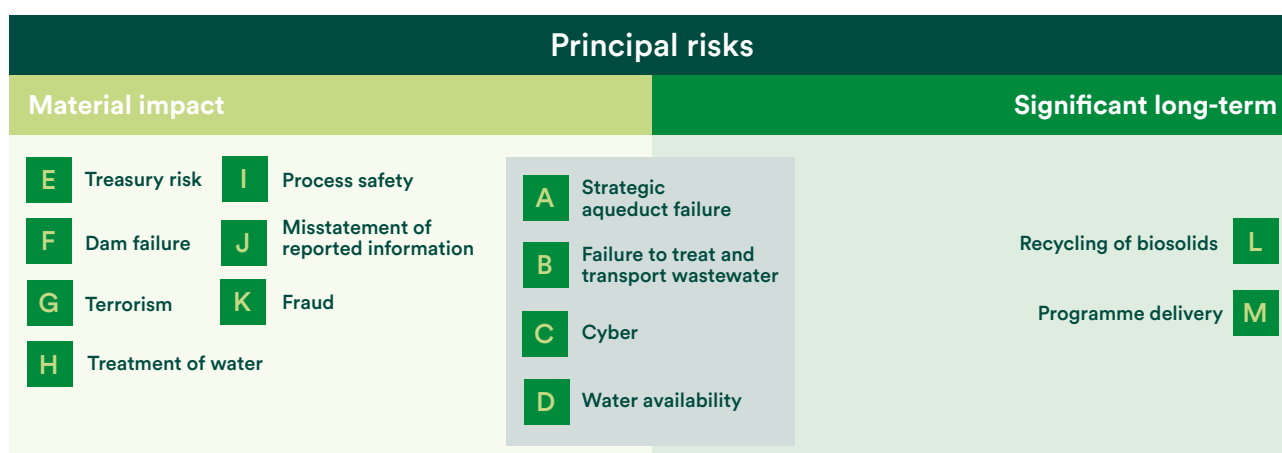 Principal risks
Material impact
Significant long-term
E Treasury risk
F Dam failure
G Terrorism
H Treatment of water
I Process safety
J Misstatement of
reported information
K Fraud
A Strategic
aqueduct failure
B Failure to treat and
transport wastewater
C Cyber
D Water availability
Recycling of biosolids L
Programme delivery M